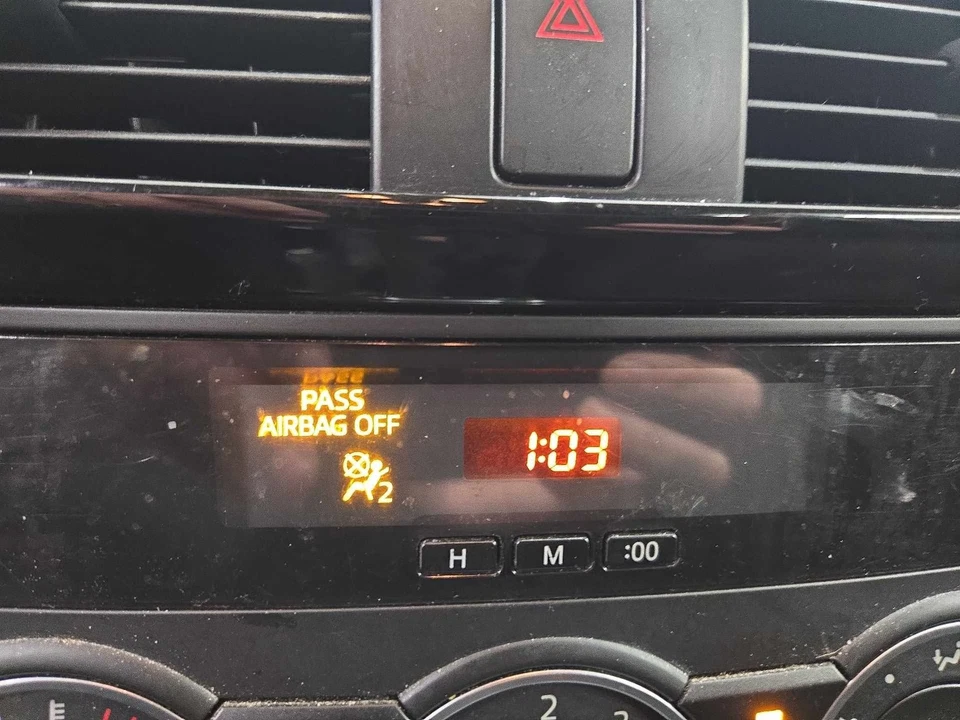 PASS
AIRBAG OFF
2
1:03
H M :00
2